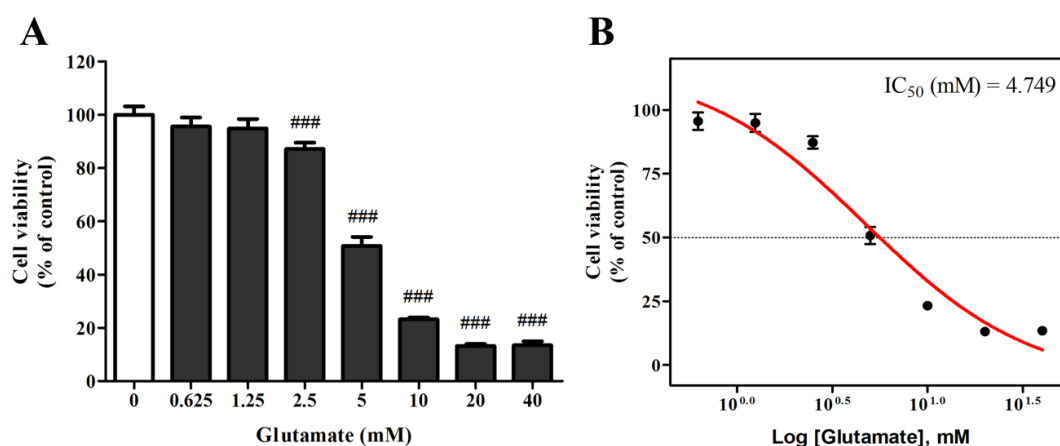 A
Cell viability
(% of control)
120
100
80
60
40
20
0
###
###
###
###
###
0 0.625 1.25 2.5 5 10 20 40
Glutamate (mM)
B
IC50 (mM) = 4.749
Cell viability
(% of control)
100
75
50
25
0
10^0.0 10^0.5 10^1.0 10^1.5
Log [Glutamate], mM